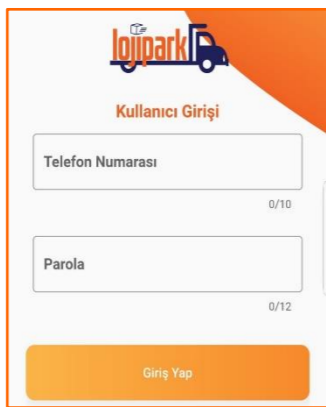 lojipark
Kullanıcı Girişi
Telefon Numarası
0/10
Parola
0/12
Giriş Yap